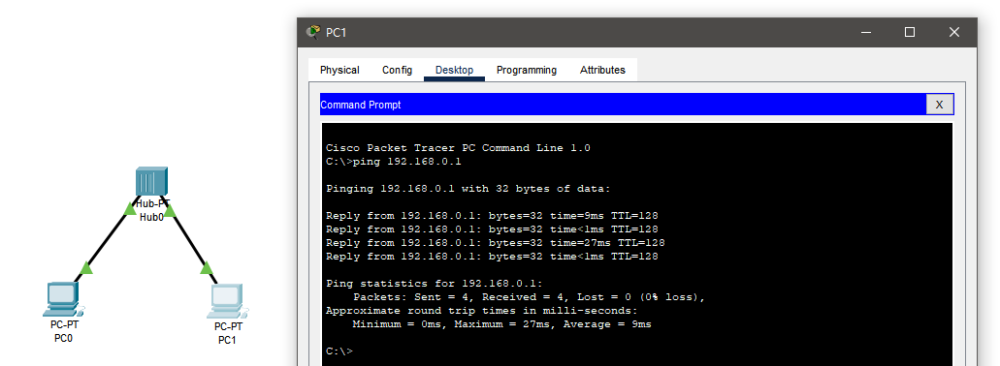 Hub-PT
Hub0
PC-PT
PC0
PC-PT
PC1
PC1
Physical Config Desktop Programming Attributes
Command Prompt X
Cisco Packet Tracer PC Command Line 1.0
C:\>ping 192.168.0.1
Pinging 192.168.0.1 with 32 bytes of data:
Reply from 192.168.0.1: bytes=32 time=9ms TTL=128
Reply from 192.168.0.1: bytes=32 time<1ms TTL=128
Reply from 192.168.0.1: bytes=32 time=27ms TTL=128
Reply from 192.168.0.1: bytes=32 time<1ms TTL=128
Ping statistics for 192.168.0.1:
Packets: Sent = 4, Received = 4, Lost = 0 (0% loss),
Approximate round trip times in milli-seconds:
Minimum = 0ms, Maximum = 27ms, Average = 9ms
C:\>